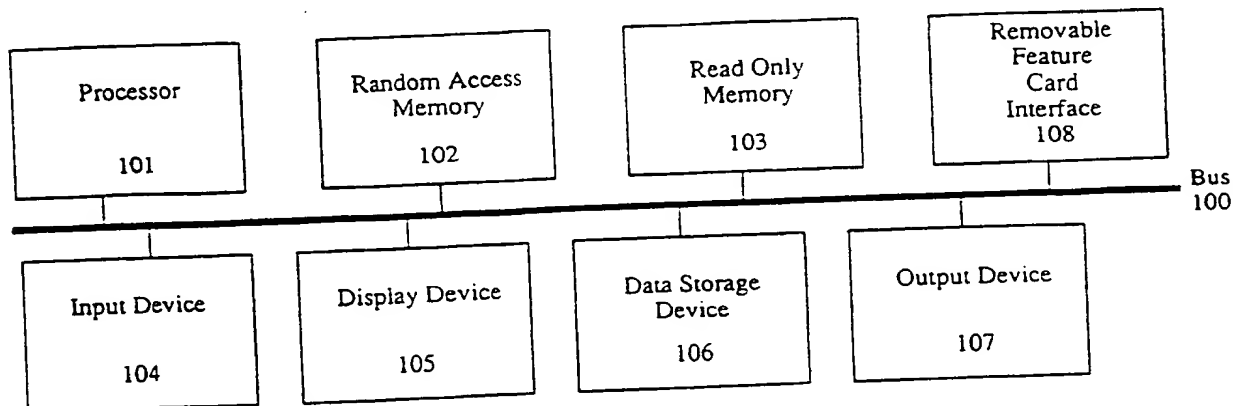 Processor
101
Random Access
Memory
102
Read Only
Memory
103
Removable
Feature
Card
Interface
108
Bus
100
Input Device
104
Display Device
105
Data Storage
Device
106
Output Device
107